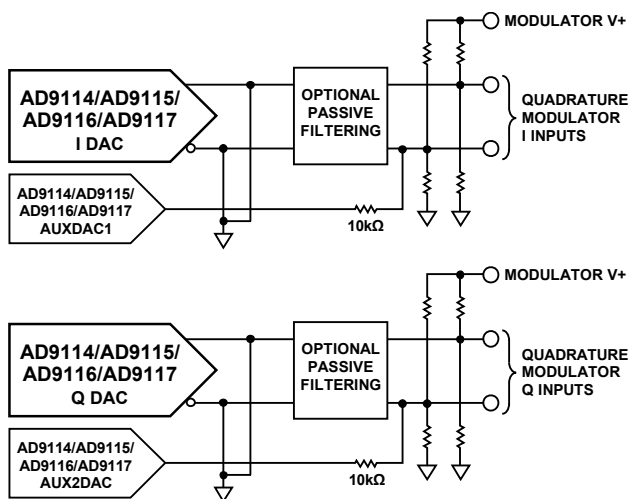 MODULATOR V+
AD9114/AD9115/
AD9116/AD9117
I DAC
OPTIONAL
PASSIVE
FILTERING
QUADRATURE
MODULATOR
I INPUTS
AD9114/AD9115/
AD9116/AD9117
AUXDAC1
10kΩ
MODULATOR V+
AD9114/AD9115/
AD9116/AD9117
Q DAC
OPTIONAL
PASSIVE
FILTERING
QUADRATURE
MODULATOR
Q INPUTS
AD9114/AD9115/
AD9116/AD9117
AUX2DAC
10kΩ